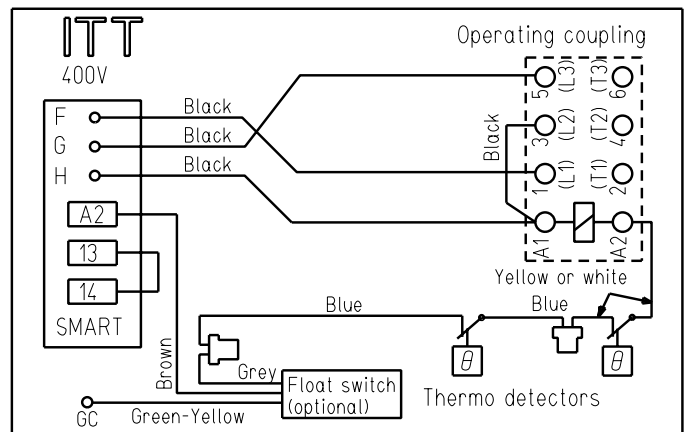 ITT
400V
Operating coupling
F
G
H
Black
Black
Black
Black
A2
13
14
SMART
5
(L3)
(T3)
6
3
(L2)
(T2)
4
1
(L1)
(T1)
2
A1
A2
Yellow or white
Blue
Blue
Brown
Grey
θ
θ
Float switch
(optional)
Thermo detectors
GC
Green-Yellow